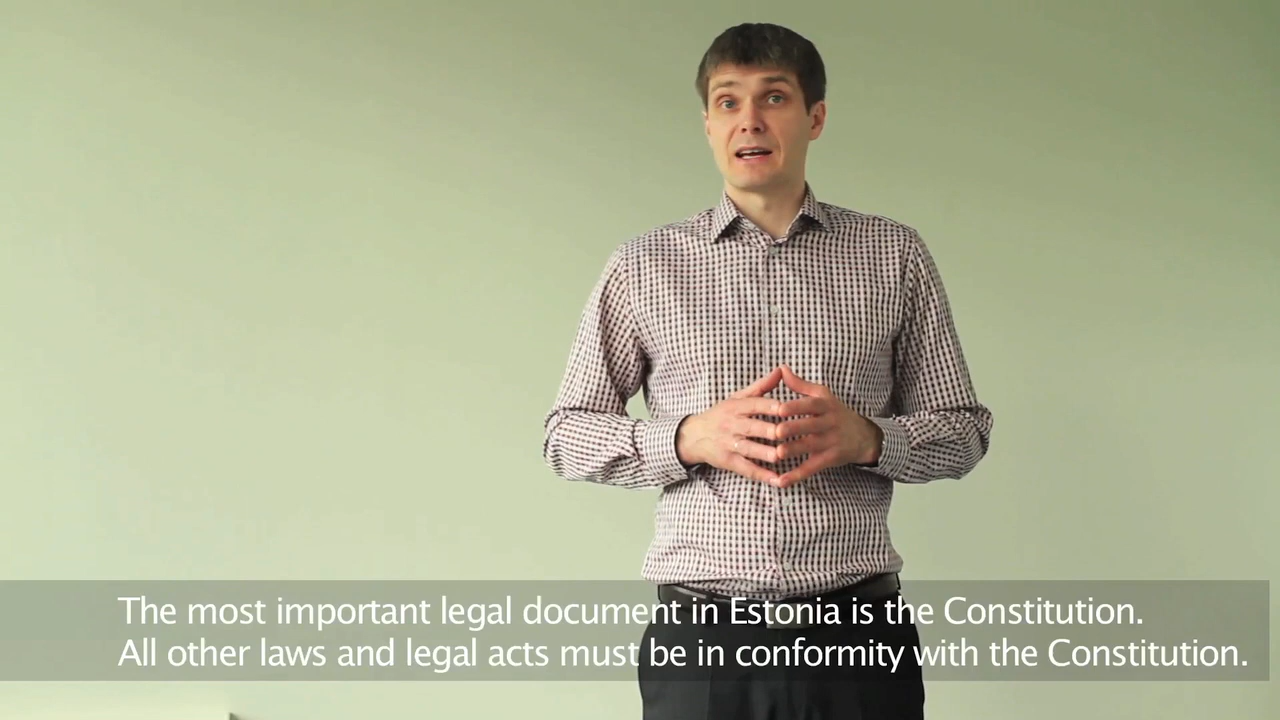 The most important legal document in Estonia is the Constitution.
All other laws and legal acts must be in conformity with the Constitution.